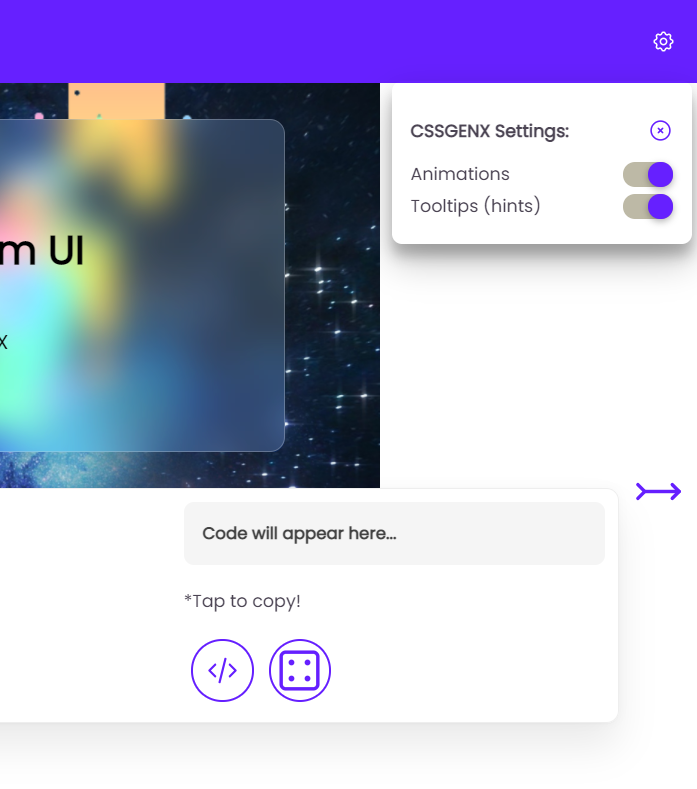 CSSGENX Settings:
Animations
Tooltips (hints)
m UI
X
Code will appear here...
*Tap to copy!